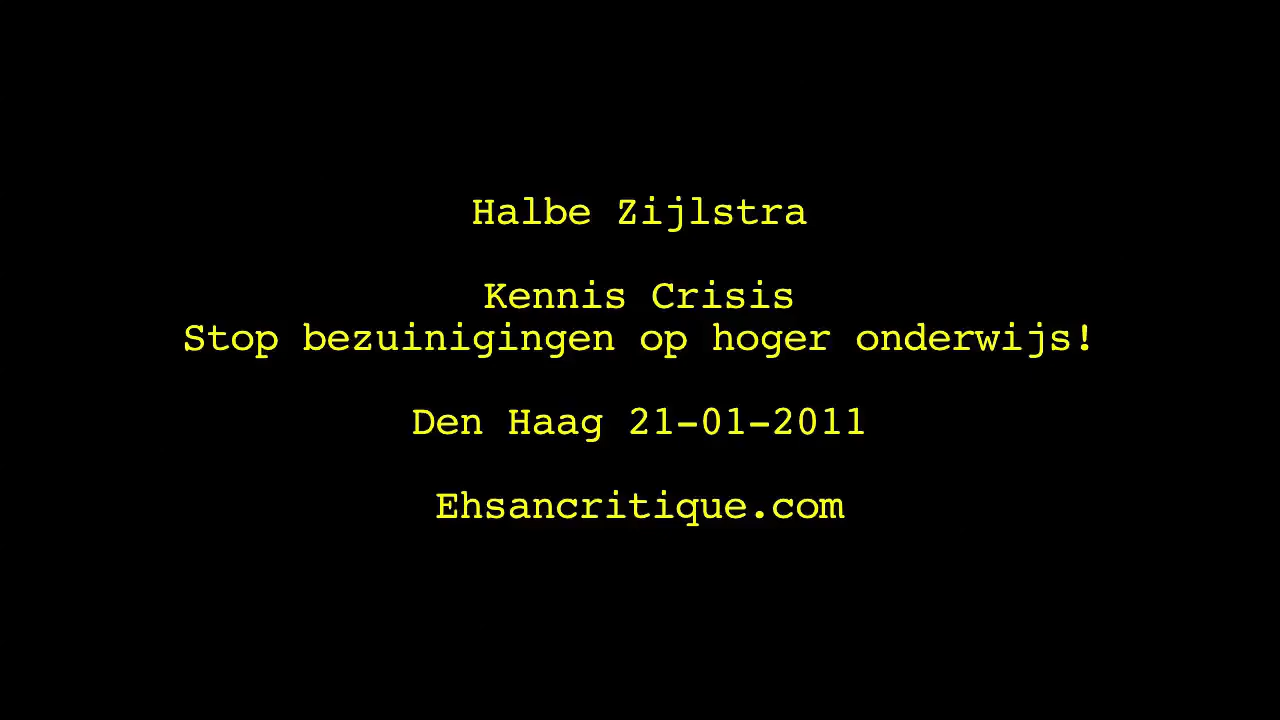 Halbe Zijlstra
Kennis Crisis
Stop bezuinigingen op hoger onderwijs!
Den Haag 21-01-2011
Ehsancritique.com